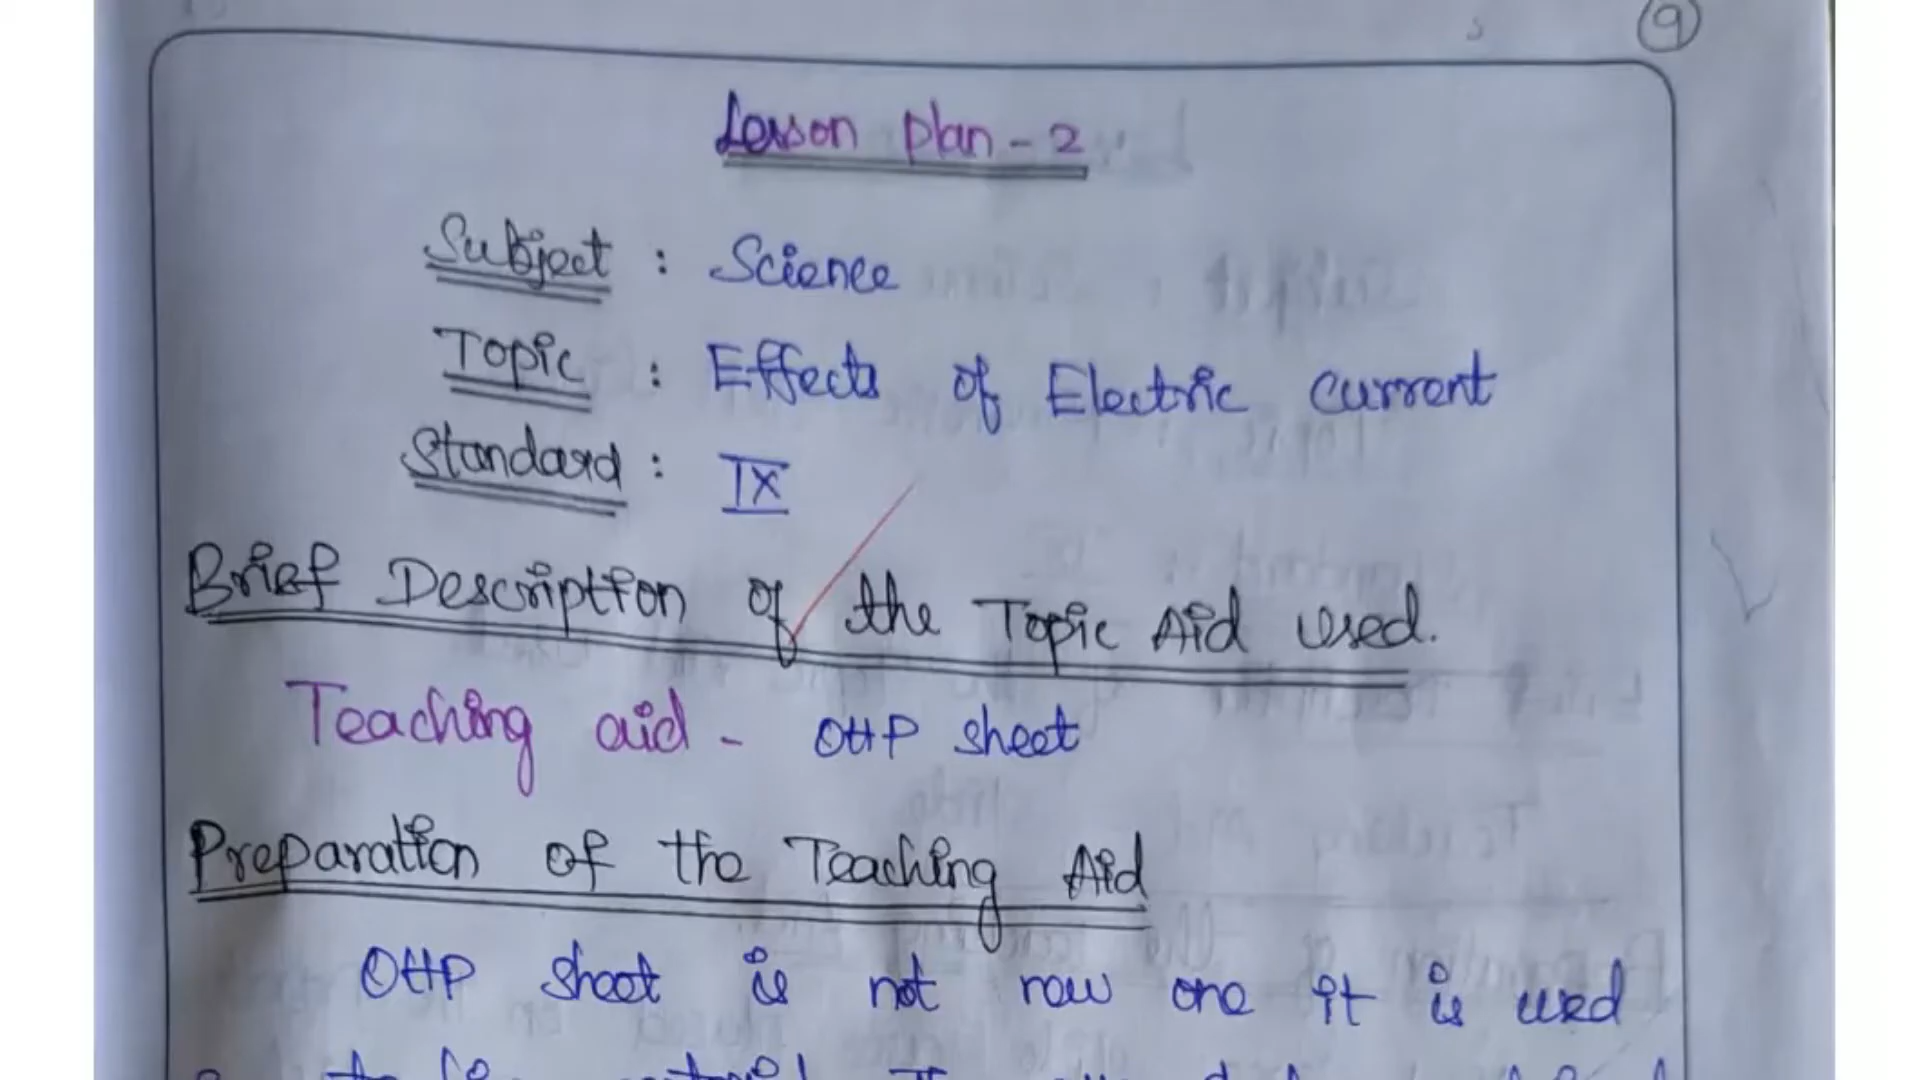 9
Lesson plan - 2
Subject : Science
Topic : Effects of Electric current
Standard : IX
Brief Description of the Topic Aid used.
Teaching aid - OHP sheet
Preparation of the Teaching Aid
OHP sheet is not new one it is used